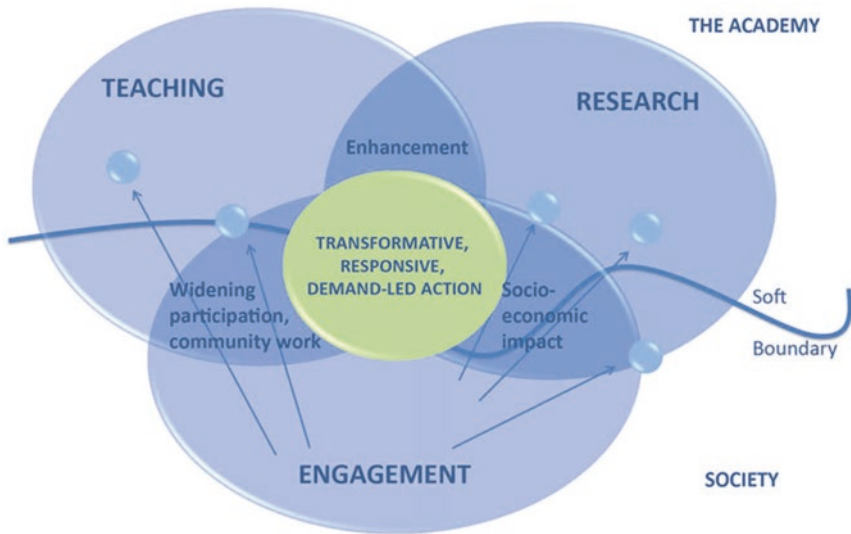 THE ACADEMY
TEACHING
RESEARCH
Enhancement
TRANSFORMATIVE,
RESPONSIVE,
DEMAND-LED ACTION
Widening
participation,
community work
Socio-
economic
impact
Soft
Boundary
ENGAGEMENT
SOCIETY